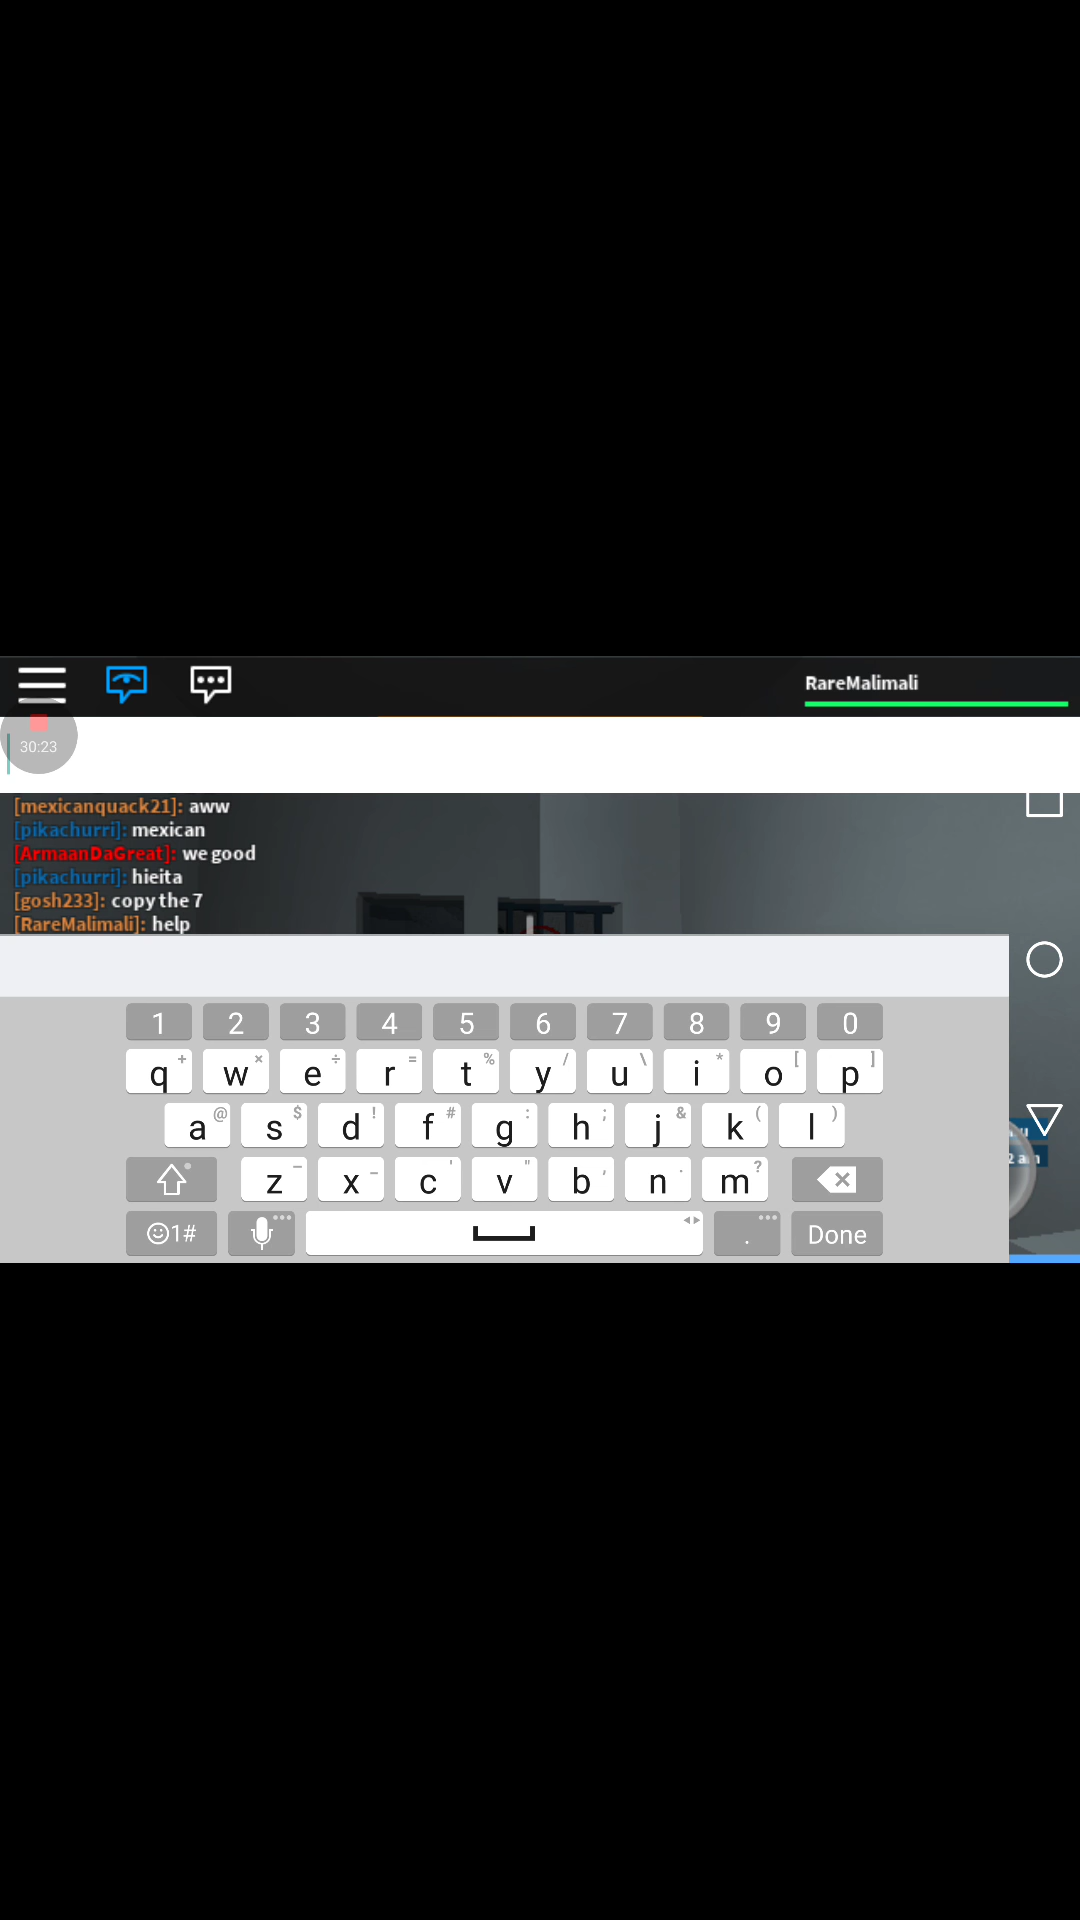 RareMalimali
30:23
[mexicanquack21]: aww
[pikachurri]: mexican
[ArmaanDaGreat]: we good
[pikachurri]: hieita
[gosh233]: copy the 7
[RareMalimali]: help
1 2 3 4 5 6 7 8 9 0
q + w × e ÷ r = t % y / u \ i * o [ p ]
a @ s $ d ! f # g : h ; j & k ( l )
z – x _ c ' v " b , n . m ?
1# . Done